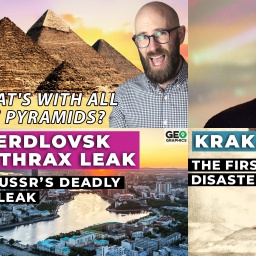 AT'S WITH ALL
PYRAMIDS?
GEO
GRAPHICS
ERDLOVSK
THRAX LEAK
USSR'S DEADLY
LEAK
KRAK
THE FIRS
DISASTE